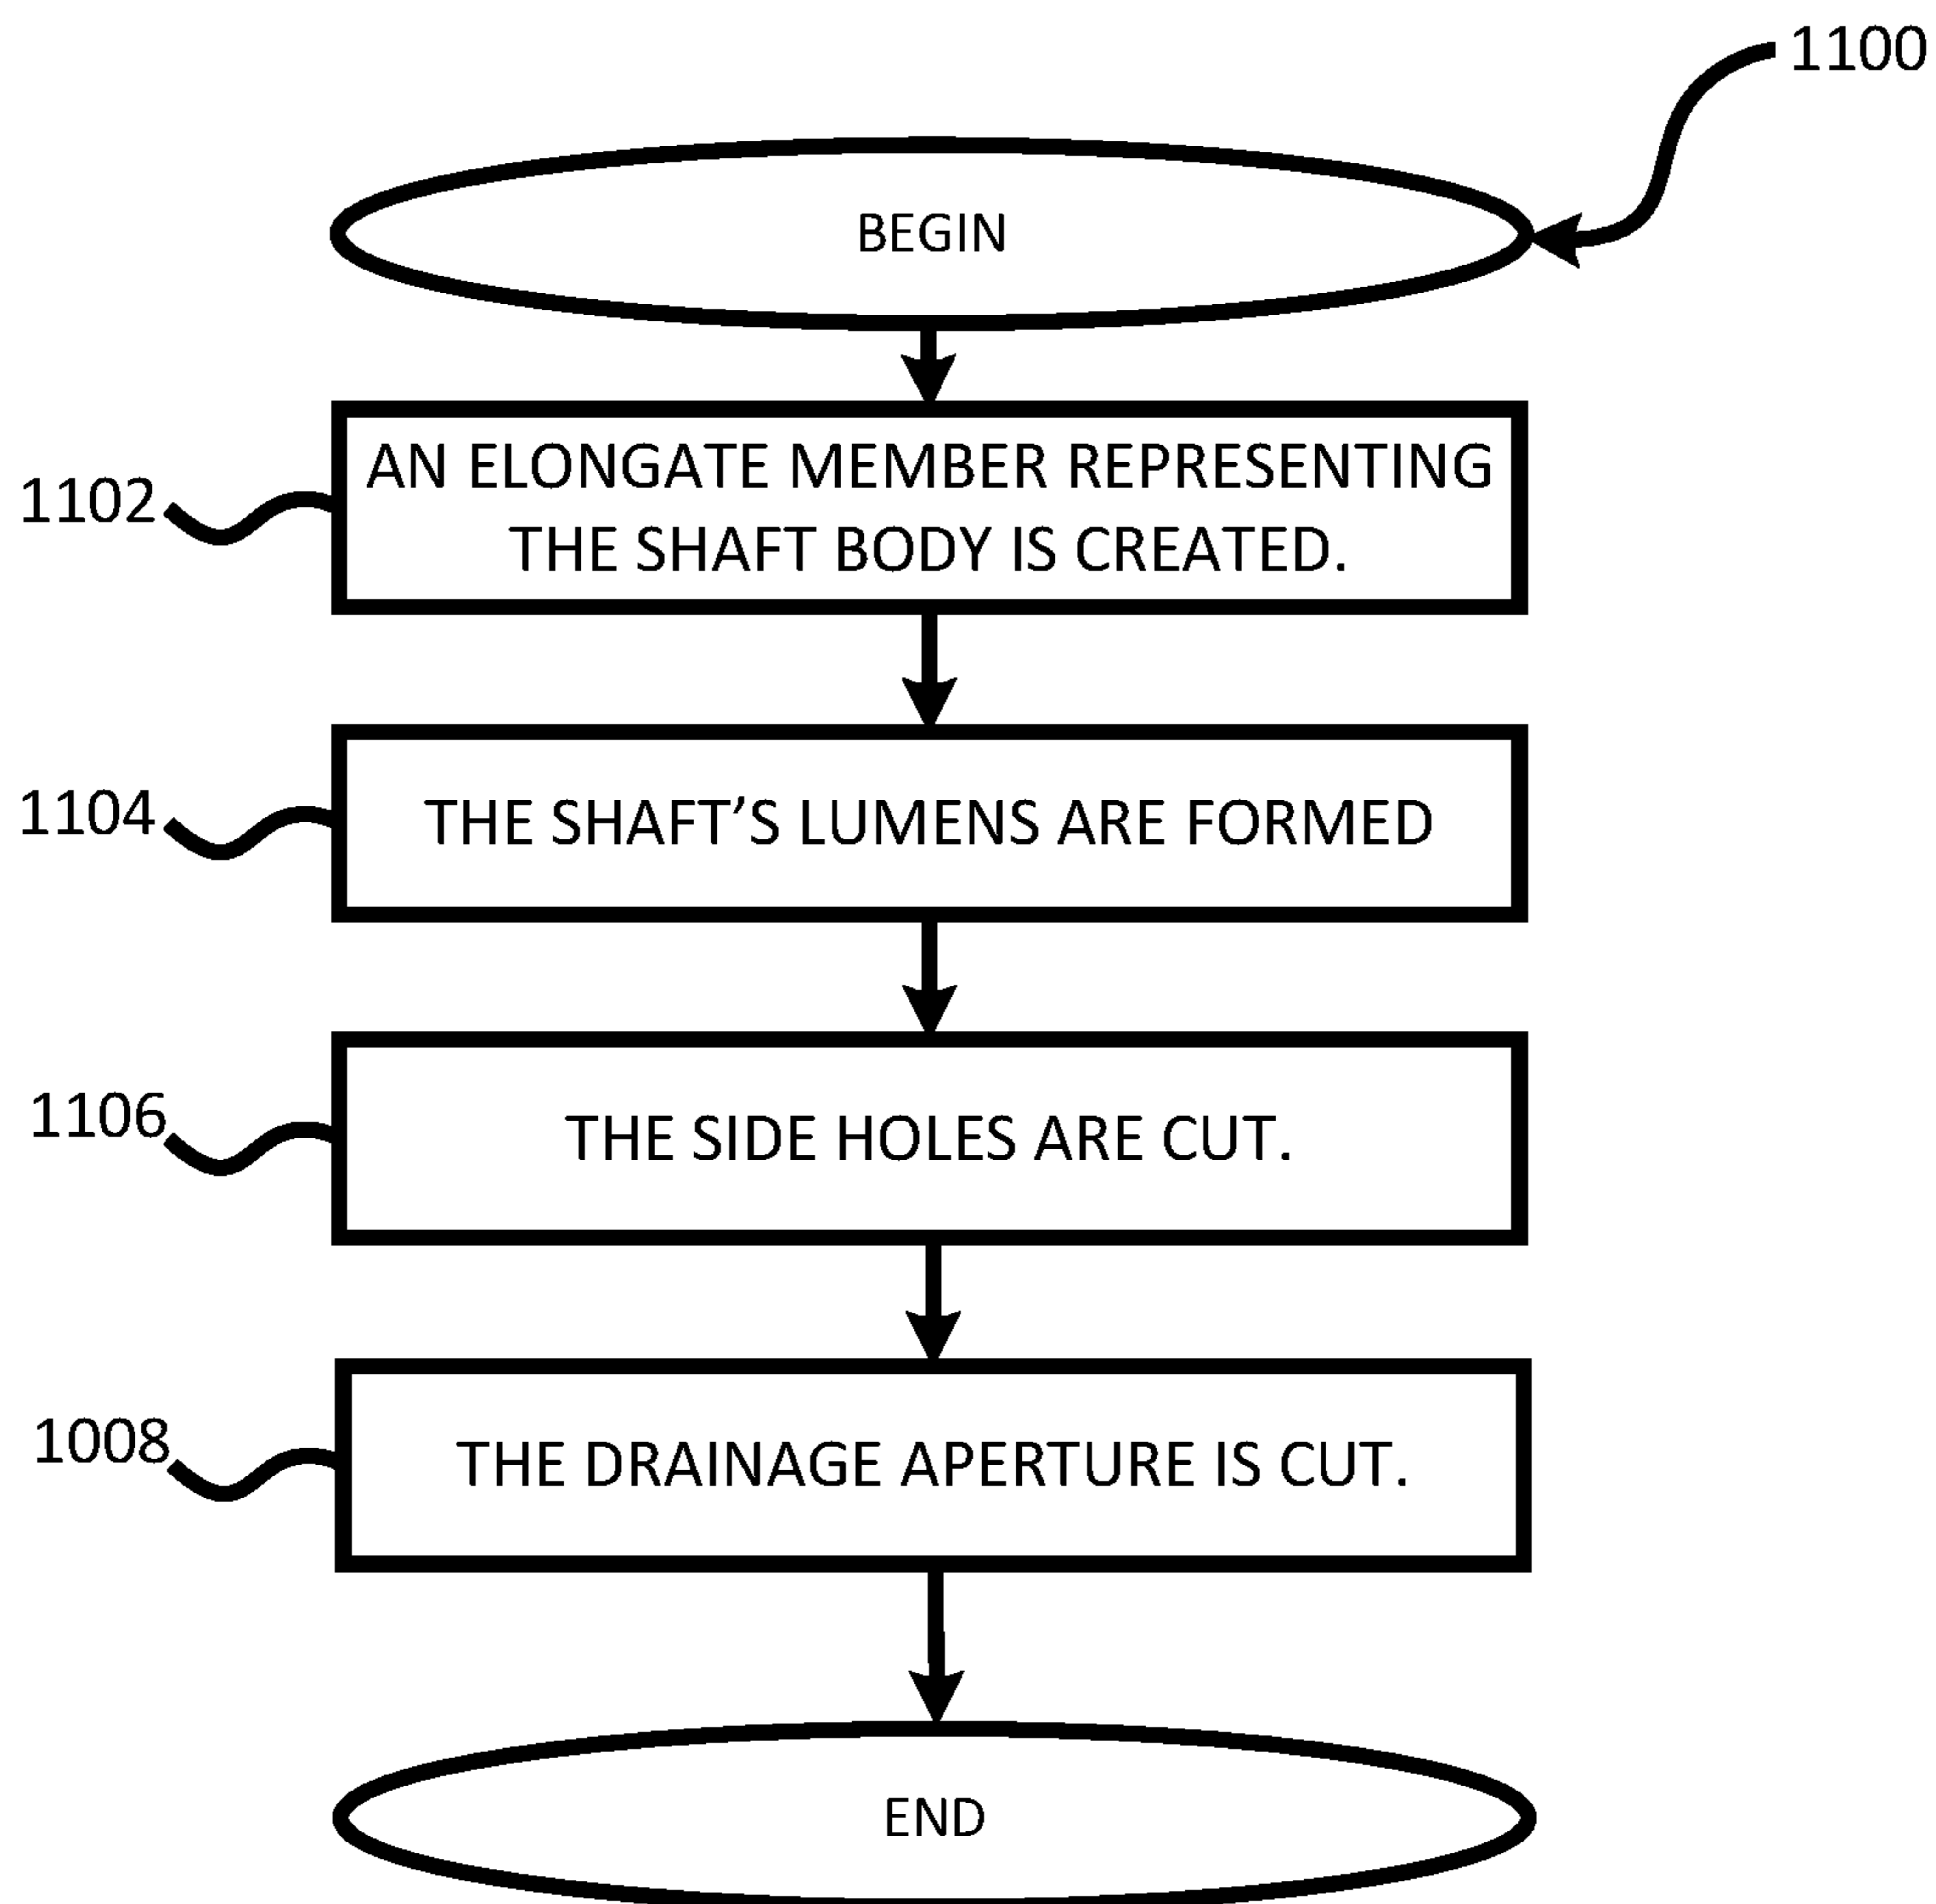 1100
BEGIN
1102
AN ELONGATE MEMBER REPRESENTING
THE SHAFT BODY IS CREATED.
1104
THE SHAFT’S LUMENS ARE FORMED
1106
THE SIDE HOLES ARE CUT.
1008
THE DRAINAGE APERTURE IS CUT.
END